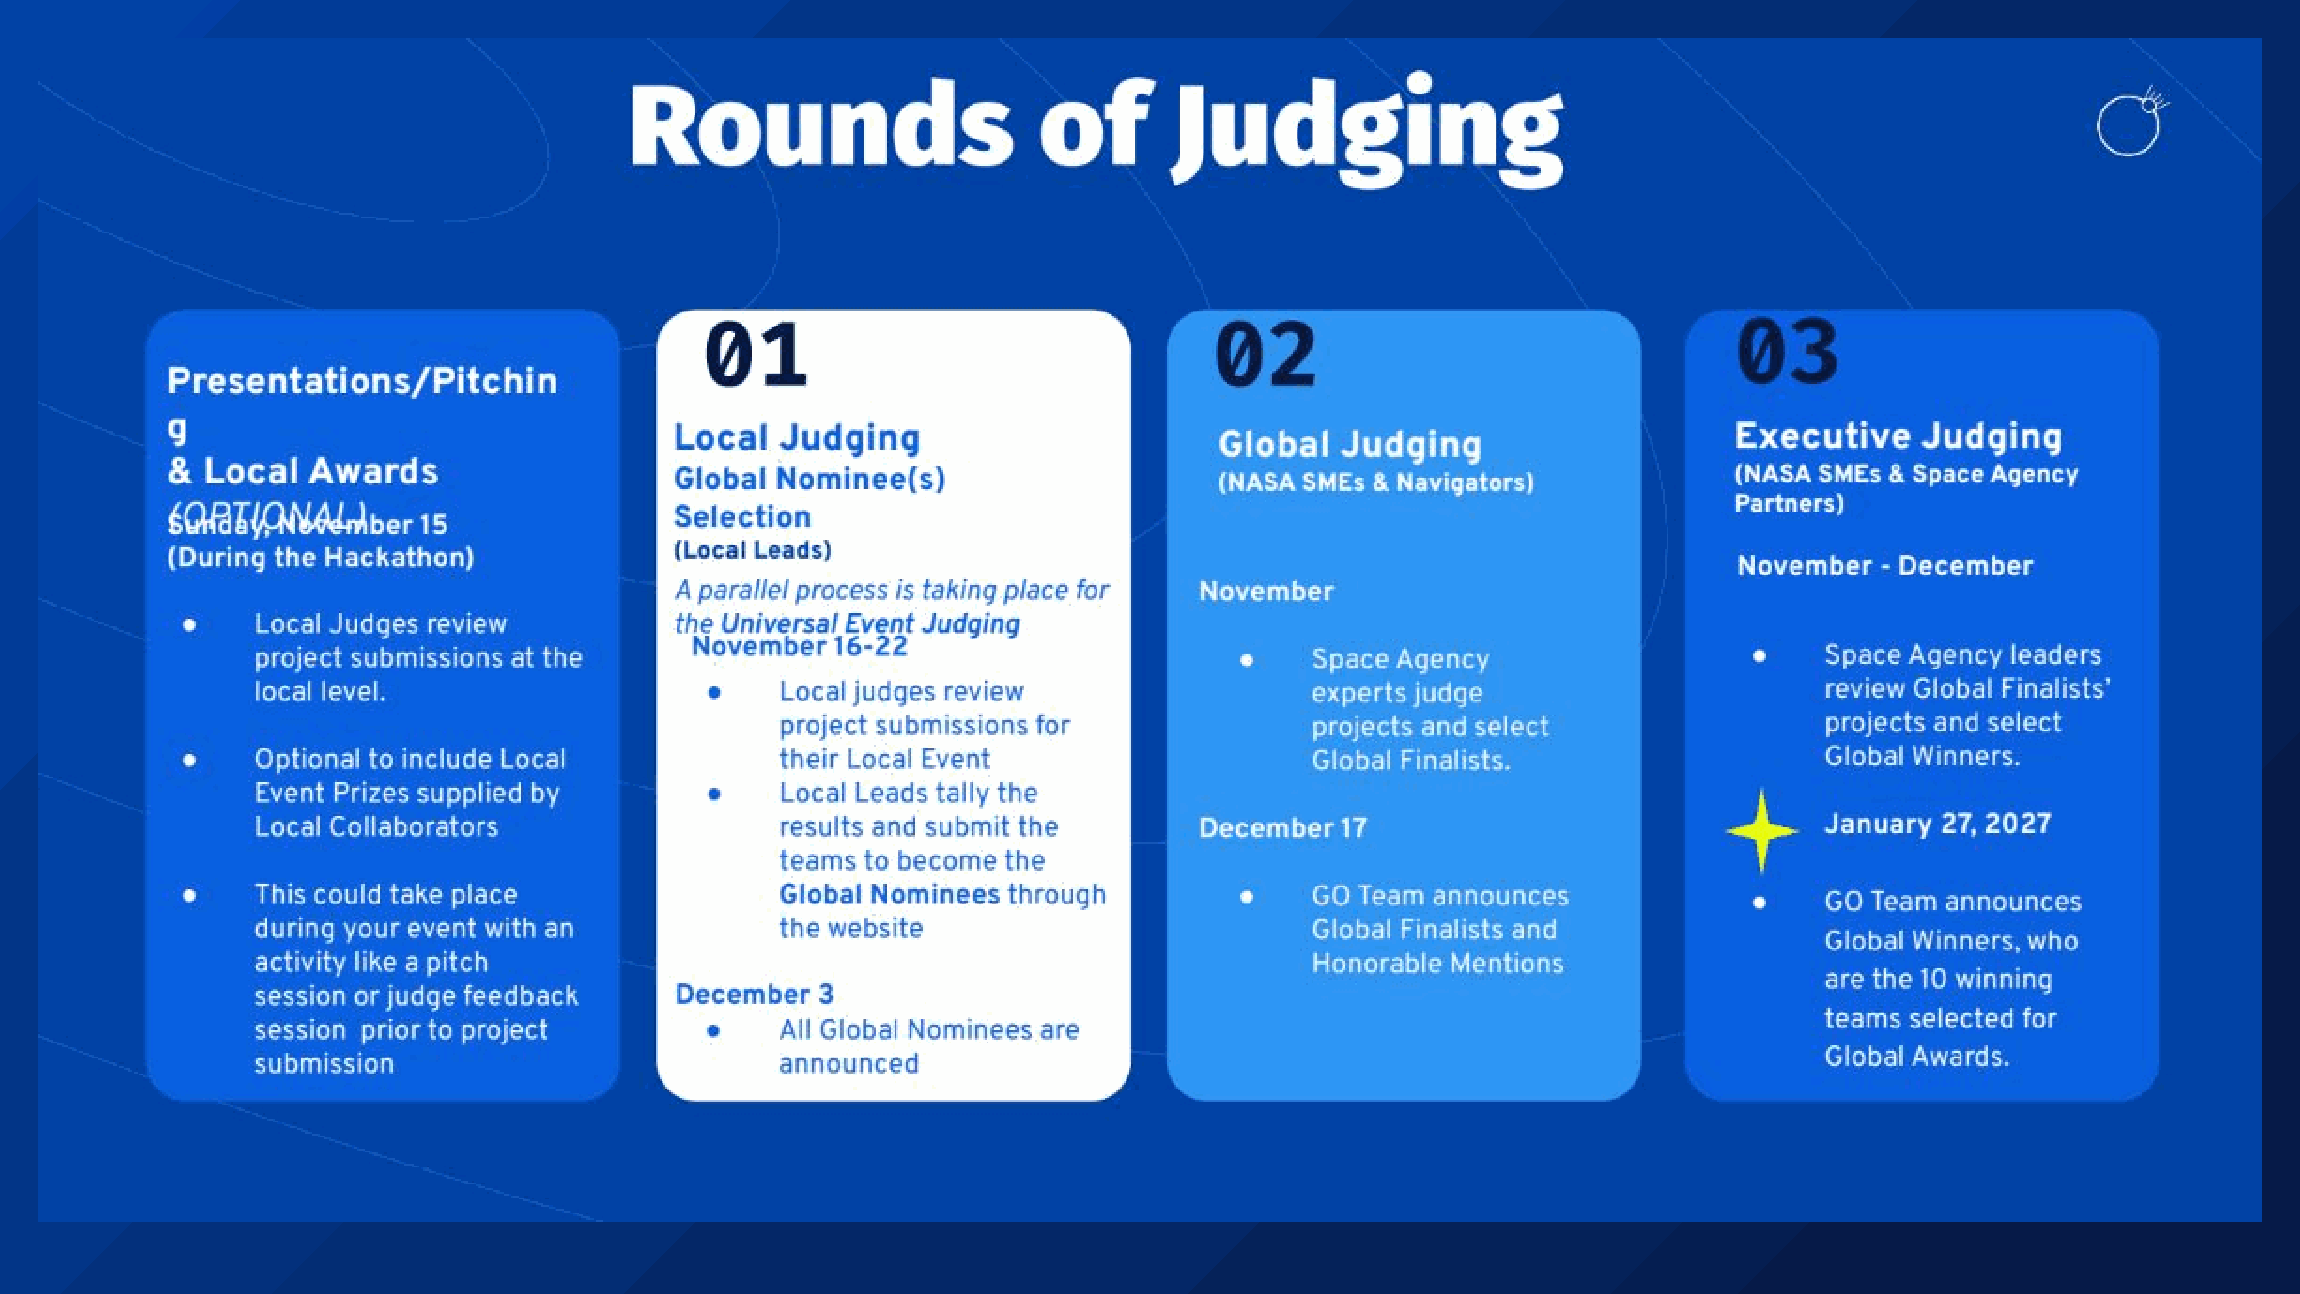 Rounds of Judging
Presentations/Pitchin
g
& Local Awards
(OPTIONAL)
Sunday, November 15
(During the Hackathon)
● Local Judges review
project submissions at the
local level.
● Optional to include Local
Event Prizes supplied by
Local Collaborators
● This could take place
during your event with an
activity like a pitch
session or judge feedback
session prior to project
submission
01
Local Judging
Global Nominee(s)
Selection
(Local Leads)
A parallel process is taking place for
the Universal Event Judging
November 16-22
● Local judges review
project submissions for
their Local Event
● Local Leads tally the
results and submit the
teams to become the
Global Nominees through
the website
December 3
● All Global Nominees are
announced
02
Global Judging
(NASA SMEs & Navigators)
November
● Space Agency
experts judge
projects and select
Global Finalists.
December 17
● GO Team announces
Global Finalists and
Honorable Mentions
03
Executive Judging
(NASA SMEs & Space Agency
Partners)
November - December
● Space Agency leaders
review Global Finalists’
projects and select
Global Winners.
January 27, 2027
● GO Team announces
Global Winners, who
are the 10 winning
teams selected for
Global Awards.